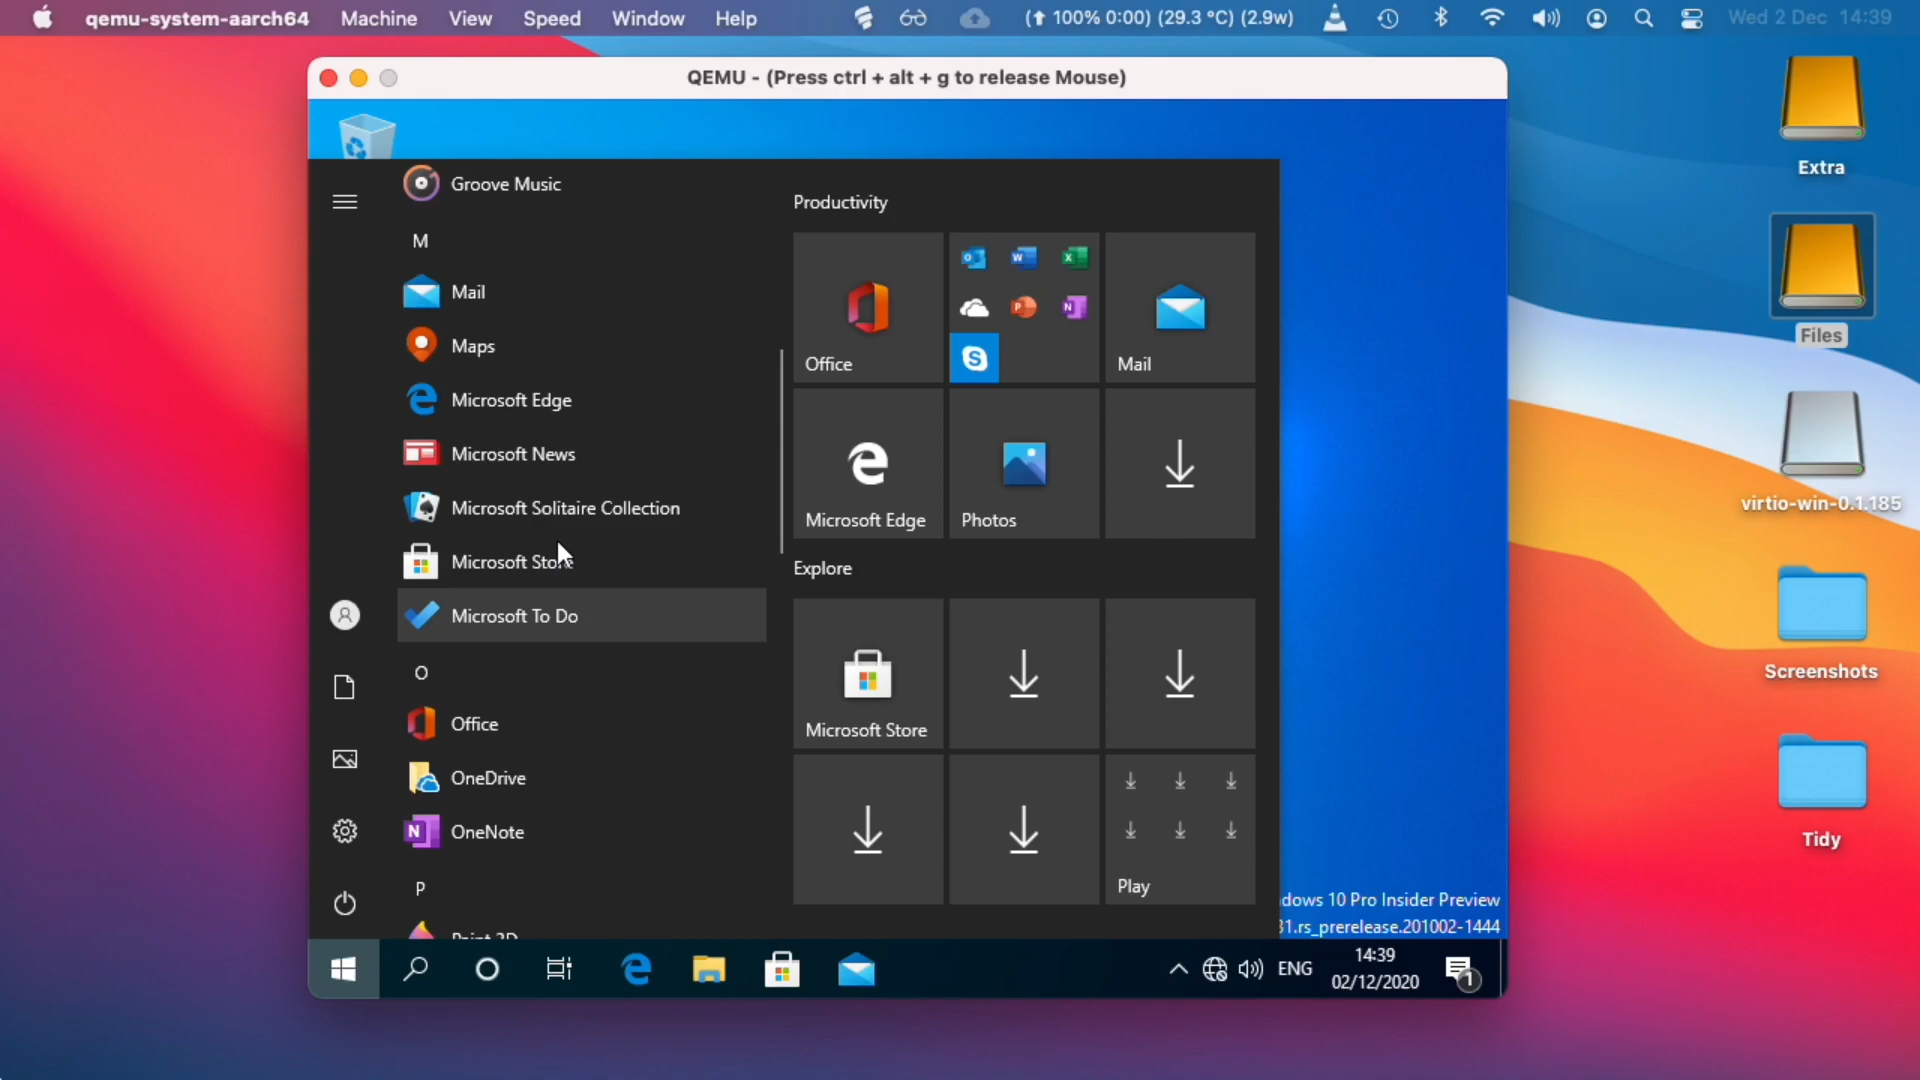 qemu-system-aarch64 Machine View Speed Window Help (⬆ 100% 0:00) (29.3 °C) (2.9w) Wed 2 Dec 14:39
QEMU - (Press ctrl + alt + g to release Mouse)
Groove Music
M
Mail
Maps
Microsoft Edge
Microsoft News
Microsoft Solitaire Collection
Microsoft Store
Microsoft To Do
O
Office
OneDrive
OneNote
P
Paint 3D
Productivity
Office
Mail
Microsoft Edge
Photos
Explore
Microsoft Store
Play
dows 10 Pro Insider Preview
31.rs_prerelease.201002-1444
ENG
14:39
02/12/2020
1
Extra
Files
virtio-win-0.1.185
Screenshots
Tidy